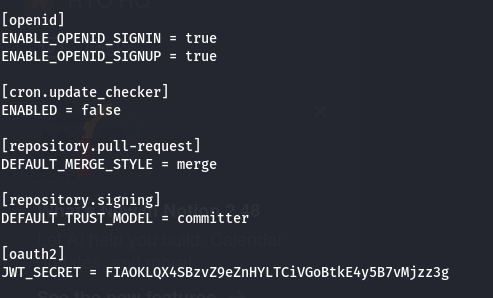 [openid]
ENABLE_OPENID_SIGNIN = true
ENABLE_OPENID_SIGNUP = true
[cron.update_checker]
ENABLED = false
[repository.pull-request]
DEFAULT_MERGE_STYLE = merge
[repository.signing]
DEFAULT_TRUST_MODEL = committer
[oauth2]
JWT_SECRET = FIAOKLQX4SBzvZ9eZnHYLTCiVGoBtkE4y5B7vMjzz3g